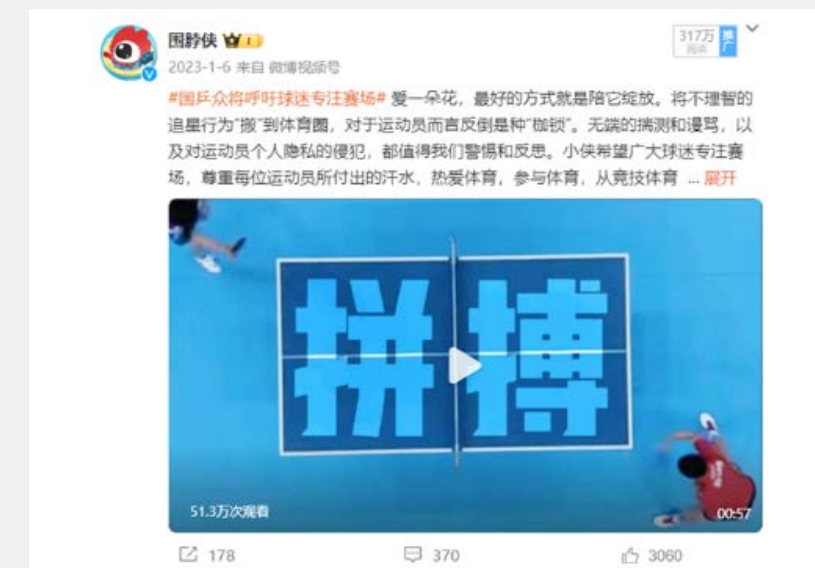 围脖侠
317万
阅读
推广
2023-1-6 来自 微博视频号
#国乒众将呼吁球迷专注赛场# 爱一朵花，最好的方式就是陪它绽放。将不理智的
追星行为“搬”到体育圈，对于运动员而言反倒是种“枷锁”。无端的揣测和谩骂，以
及对运动员个人隐私的侵犯，都值得我们警惕和反思。小侠希望广大球迷专注赛
场，尊重每位运动员所付出的汗水，热爱体育，参与体育，从竞技体育 ... 展开
拼搏
51.3万次观看
00:57
178
370
3060